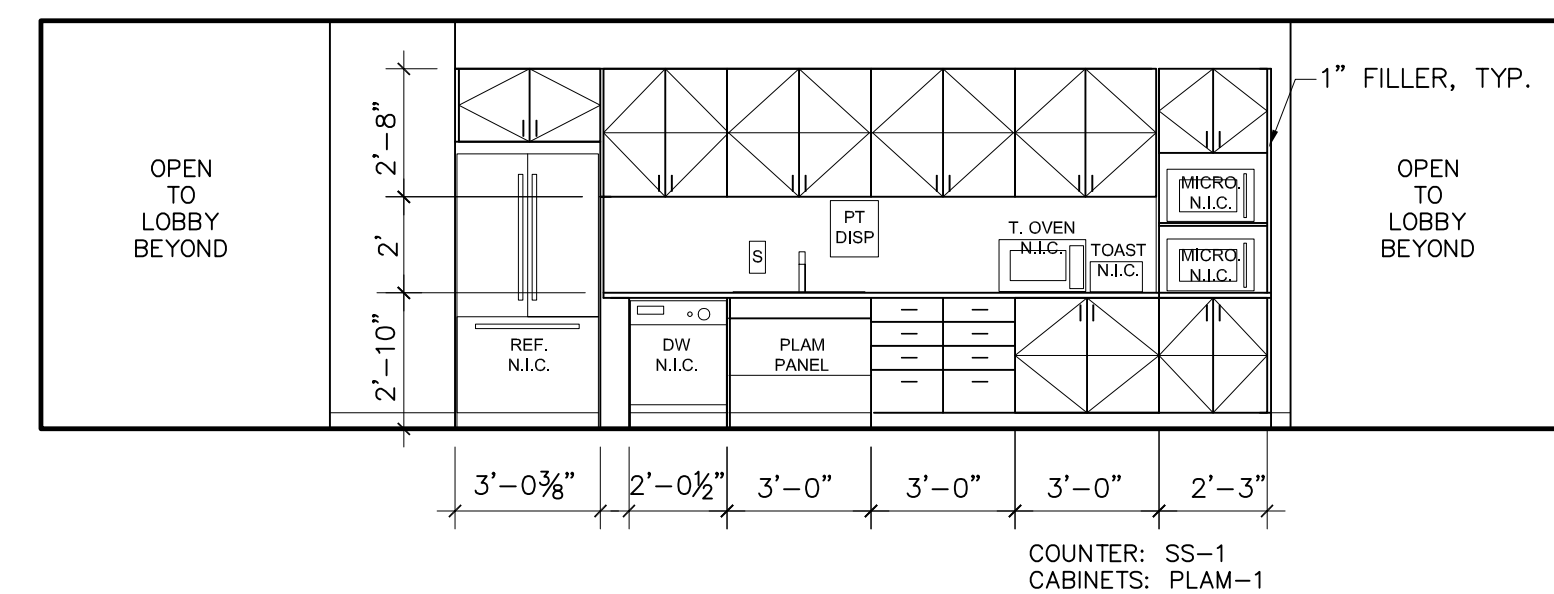 1” FILLER, TYP.
OPEN
TO
LOBBY
BEYOND
2’–8”
2’
2’–10”
REF.
N.I.C.
DW
N.I.C.
S
PT
DISP
PLAM
PANEL
T. OVEN
N.I.C.
TOAST
N.I.C.
MICRO.
N.I.C.
MICRO.
N.I.C.
OPEN
TO
LOBBY
BEYOND
3’–0⅜” 2’–0½” 3’–0” 3’–0” 3’–0” 2’–3”
COUNTER: SS–1
CABINETS: PLAM–1